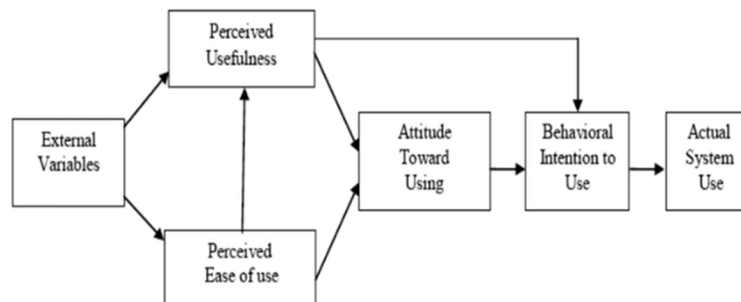 Perceived
Usefulness
External
Variables
Attitude
Toward
Using
Behavioral
Intention to
Use
Actual
System
Use
Perceived
Ease of use